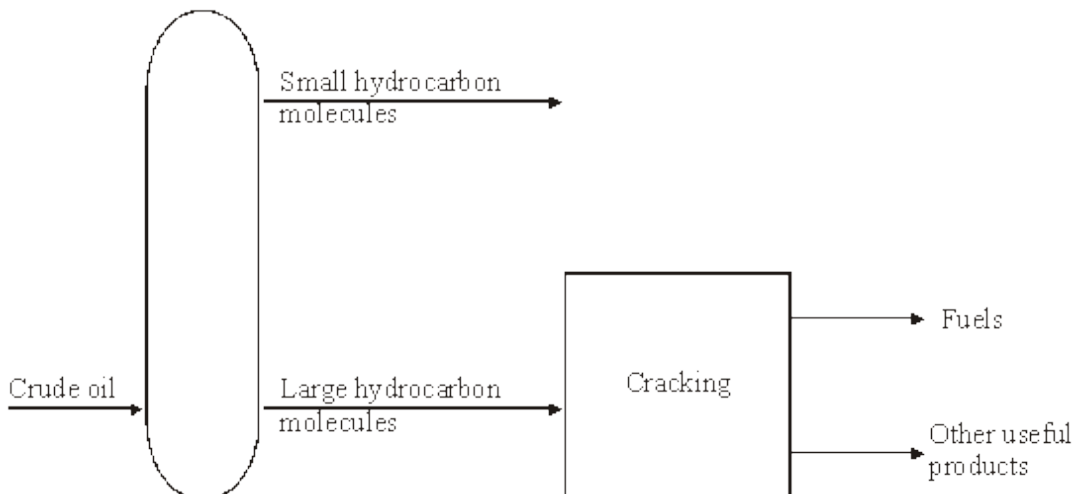 Small hydrocarbon
molecules
Fuels
Crude oil
Large hydrocarbon
molecules
Cracking
Other useful
products